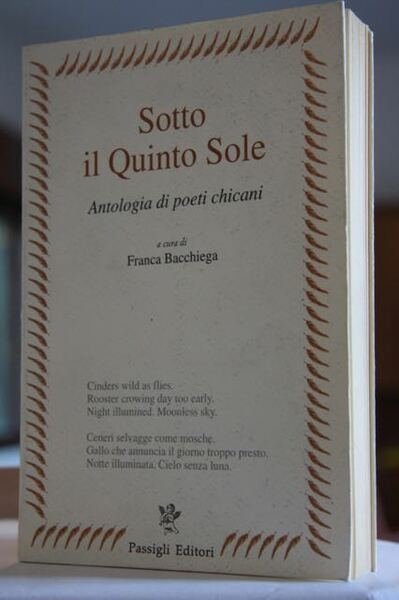 Sotto
il Quinto Sole
Antologia di poeti chicani
a cura di
Franca Bacchiega
Cinders wild as flies.
Rooster crowing day too early.
Night illumined. Moonless sky.
Ceneri selvagge come mosche.
Gallo che annuncia il giorno troppo presto.
Notte illuminata. Cielo senza luna.
Passigli Editori